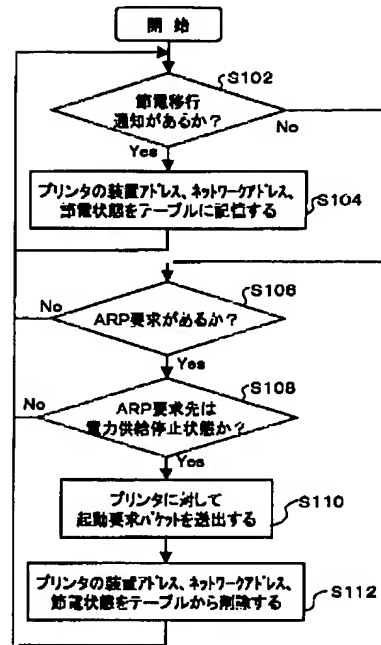 開始
S102
節電移行
通知があるか?
No
Yes
プリンタの装置アドレス、ネットワークアドレス、
節電状態をテーブルに記憶する
S104
S106
No
ARP要求があるか?
Yes
S108
No
ARP要求先は
電力供給停止状態か?
Yes
プリンタに対して
起動要求パケットを送出する
S110
プリンタの装置アドレス、ネットワークアドレス、
節電状態をテーブルから削除する
S112